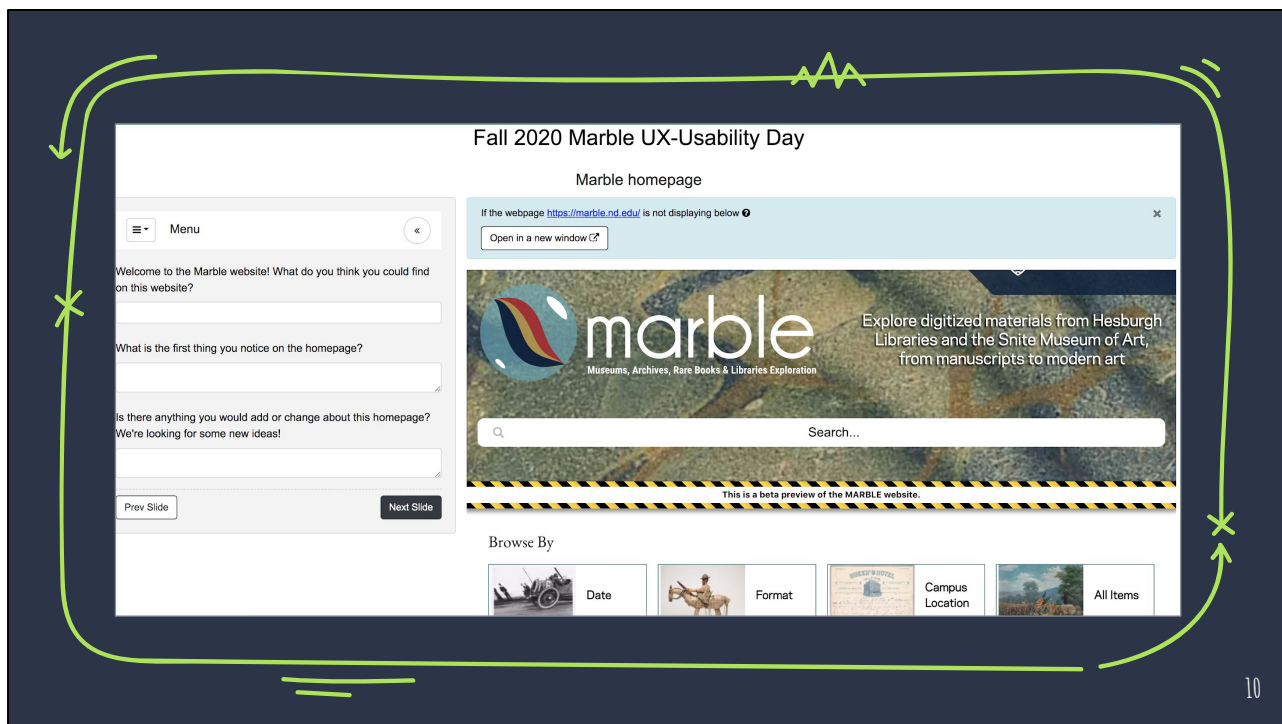 Fall 2020 Marble UX-Usability Day
Marble homepage
Menu
«
Welcome to the Marble website! What do you think you could find
on this website?
What is the first thing you notice on the homepage?
Is there anything you would add or change about this homepage?
We're looking for some new ideas!
Prev Slide
Next Slide
If the webpage https://marble.nd.edu/ is not displaying below
Open in a new window
marble
Museums, Archives, Rare Books & Libraries Exploration
Explore digitized materials from Hesburgh
Libraries and the Snite Museum of Art,
from manuscripts to modern art
Search...
This is a beta preview of the MARBLE website.
Browse By
Date
Format
QUEEN'S HOTEL
Campus
Location
All Items
10